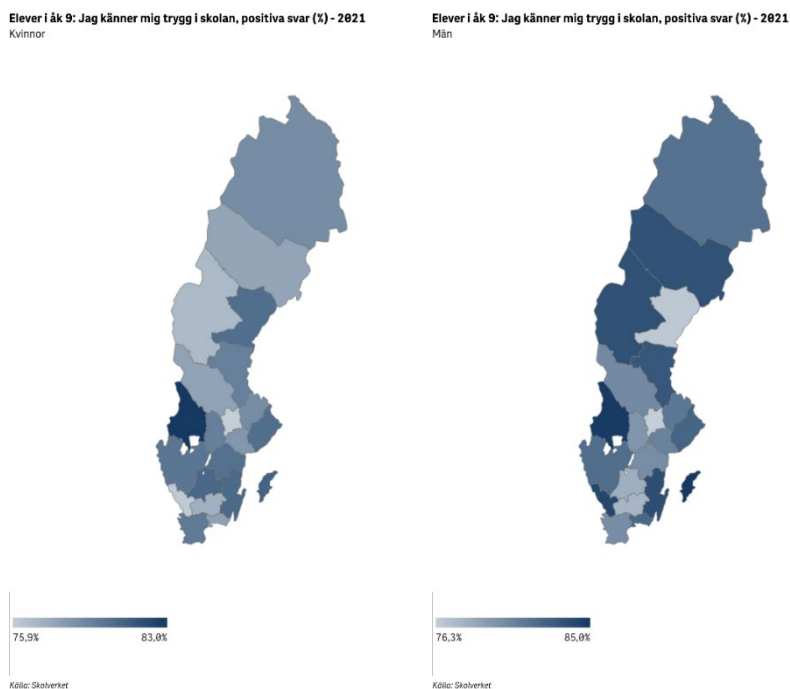 Elever i åk 9: Jag känner mig trygg i skolan, positiva svar (%) - 2021
Kvinnor
75,9%
83,0%
Källa: Skolverket
Elever i åk 9: Jag känner mig trygg i skolan, positiva svar (%) - 2021
Män
76,3%
85,0%
Källa: Skolverket